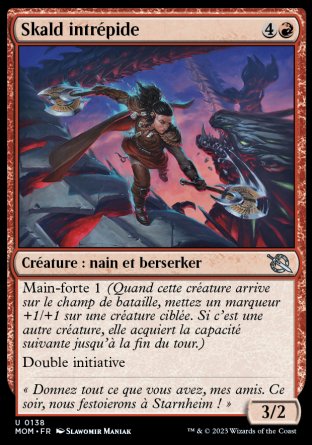 Skald intrépide 4
Créature : nain et berserker
Main-forte 1 (Quand cette créature arrive
sur le champ de bataille, mettez un marqueur
+1/+1 sur une créature ciblée. Si c'est une
autre créature, elle acquiert la capacité
suivante jusqu'à la fin du tour.)
Double initiative
« Donnez tout ce que vous avez, mes amis. Ce
soir, nous festoierons à Starnheim ! »
3/2
U 0138
MOM • FR Slawomir Maniak
™ & © 2023 Wizards of the Coast